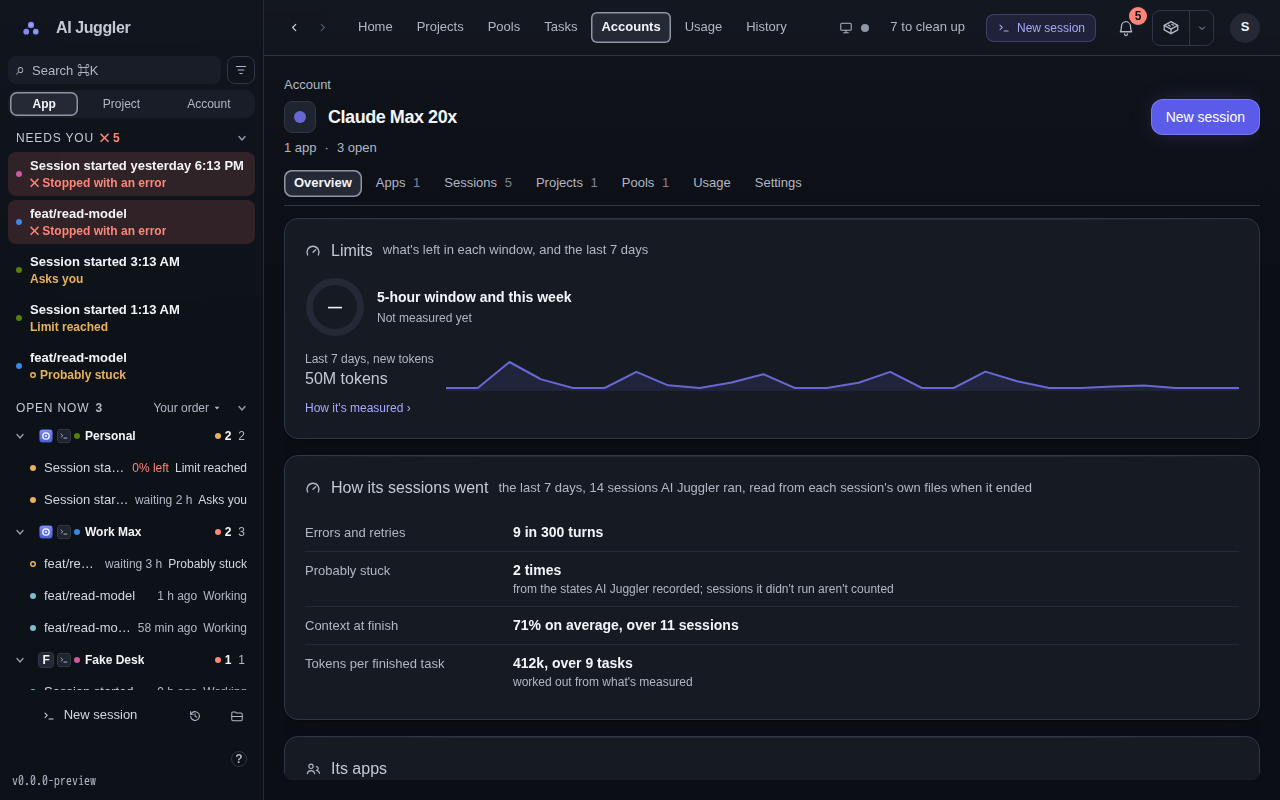 AI Juggler
Search ⌘K
App Project Account
NEEDS YOU 5
Session started yesterday 6:13 PM
Stopped with an error
feat/read-model
Stopped with an error
Session started 3:13 AM
Asks you
Session started 1:13 AM
Limit reached
feat/read-model
Probably stuck
OPEN NOW 3 Your order
Personal 2 2
Session sta… 0% left Limit reached
Session star… waiting 2 h Asks you
Work Max 2 3
feat/re… waiting 3 h Probably stuck
feat/read-model 1 h ago Working
feat/read-mo… 58 min ago Working
F Fake Desk 1 1
New session
?
v0.0.0-preview
Home Projects Pools Tasks Accounts Usage History
7 to clean up
New session
5
S
Account
Claude Max 20x
New session
1 app · 3 open
Overview Apps 1 Sessions 5 Projects 1 Pools 1 Usage Settings
Limits what's left in each window, and the last 7 days
— 5-hour window and this week
Not measured yet
Last 7 days, new tokens
50M tokens
How it's measured ›
How its sessions went the last 7 days, 14 sessions AI Juggler ran, read from each session's own files when it ended
Errors and retries 9 in 300 turns
Probably stuck 2 times
from the states AI Juggler recorded; sessions it didn't run aren't counted
Context at finish 71% on average, over 11 sessions
Tokens per finished task 412k, over 9 tasks
worked out from what's measured
Its apps